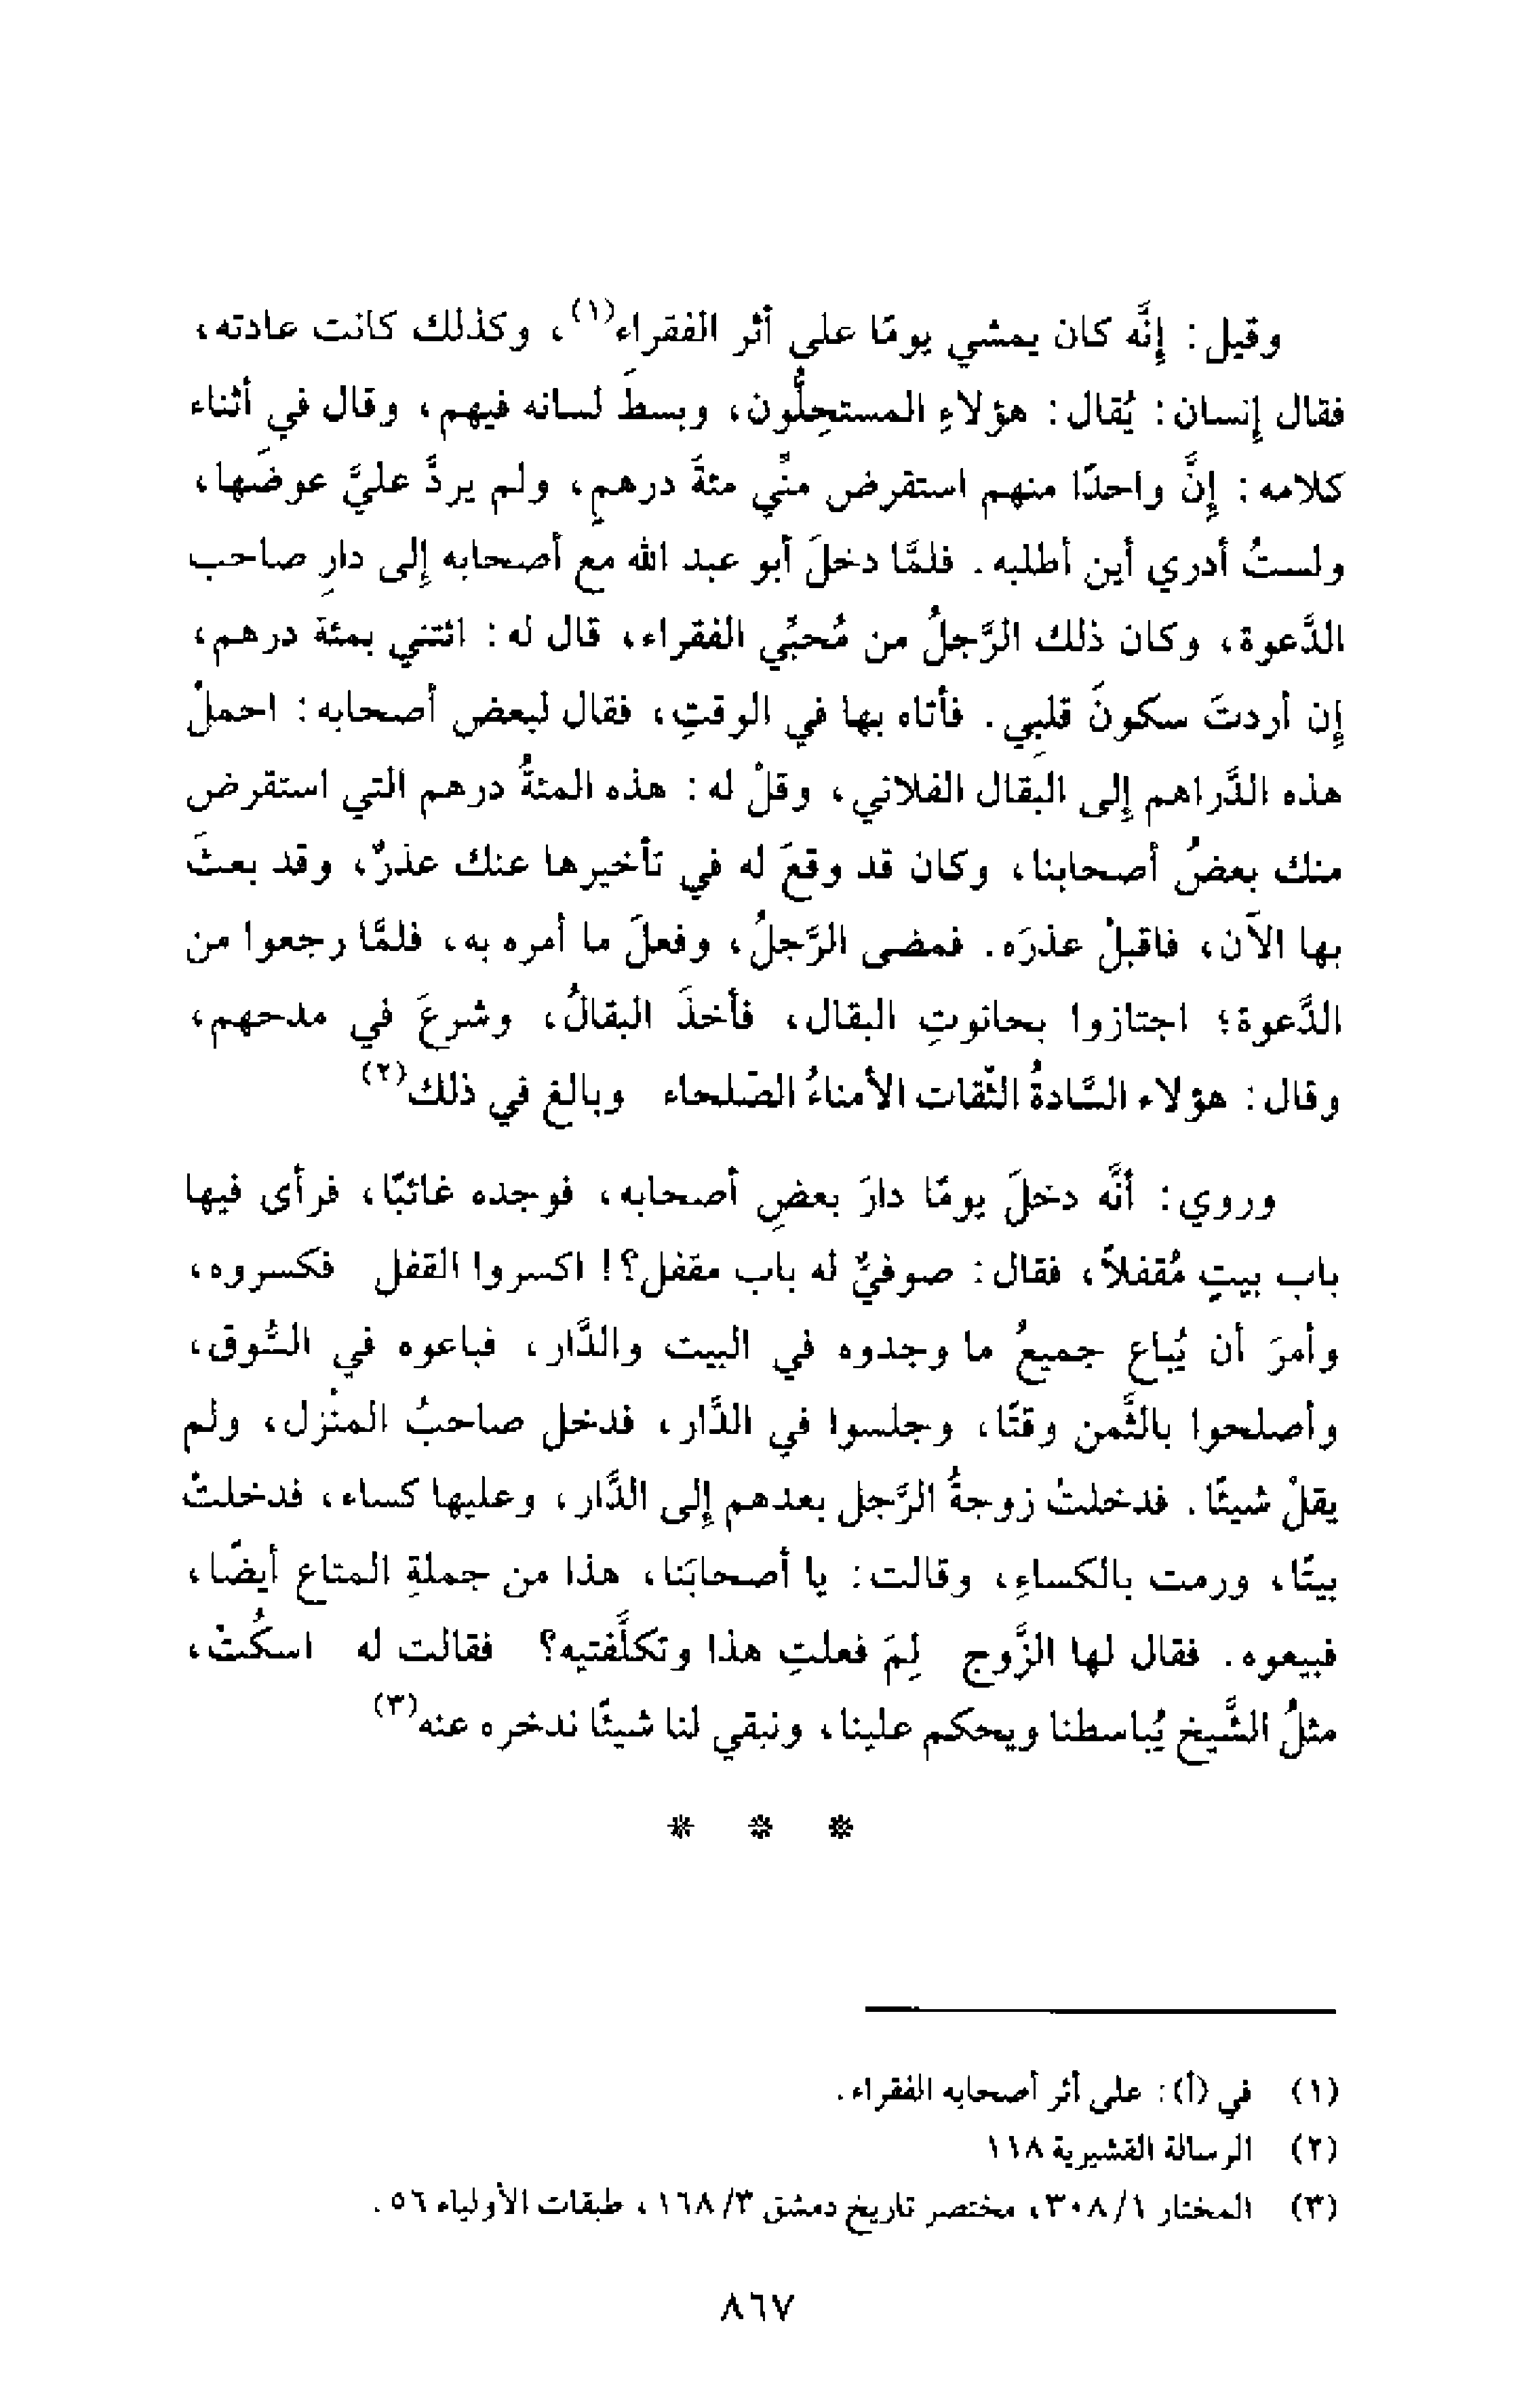 وقيل : إنَّه كان يمشي يومًا على أثر الفقراء(١)، وكذلك كانت عادته،
فقال إنسان : يُقال : هؤلاءِ المستحِلُّون، وبسطَ لسانه فيهم، وقال في أثناء
كلامه : إنَّ واحدًا منهم استقرض منِّي مئةَ درهمٍ، ولم يردَّ عليَّ عوضَها،
ولستُ أدري أين أطلبه. فلمَّا دخلَ أبو عبد الله مع أصحابه إلى دارِ صاحب
الدَّعوة، وكان ذلك الرَّجلُ من مُحبِّي الفقراء، قال له : ائتني بمئة درهم،
إن أردتَ سكونَ قلبِي. فأتاه بها في الوقتِ، فقال لبعض أصحابه : احملْ
هذه الدَّراهم إلى البقال الفلاني، وقلْ له : هذه المئةُ درهم التي استقرض
منك بعضُ أصحابنا، وكان قد وقعَ له في تأخيرها عنك عذرٌ، وقد بعثَ
بها الآن، فاقبلْ عذرَه. فمضى الرَّجلُ، وفعلَ ما أمره به، فلمَّا رجعوا من
الدَّعوة؛ اجتازوا بحانوتِ البقال، فأخذَ البقالُ، وشرعَ في مدحهم،
وقال : هؤلاء السَّادةُ الثِّقات الأمناءُ الصّلحاء وبالغ في ذلك(٢)
وروي : أنَّه دخلَ يومًا دارَ بعضِ أصحابه، فوجده غائبًا، فرأى فيها
باب بيتٍ مُقفلاً، فقال : صوفيٌّ له باب مقفل؟! اكسروا القفل فكسروه،
وأمرَ أن يُباع جميعُ ما وجدوه في البيت والدَّار، فباعوه في السُّوق،
وأصلحوا بالثَّمن وقتًا، وجلسوا في الدَّار، فدخل صاحبُ المنْزل، ولم
يقلْ شيئًا. فدخلتْ زوجةُ الرَّجل بعدهم إلى الدَّار، وعليها كساء، فدخلتْ
بيتًا، ورمت بالكساءِ، وقالت : يا أصحابَنا، هذا من جملةِ المتاع أيضًا،
فبيعوه. فقال لها الزَّوج لِمَ فعلتِ هذا وتكلَّفتيه؟ فقالت له اسكُتْ،
مثلُ الشَّيخ يُباسطنا ويحكم علينا، ونبقي لنا شيئًا ندخره عنه(٣)
* * *
(١) في (أ) : على أثر أصحابه الفقراء.
(٢) الرسالة القشيرية ١١٨
(٣) المختار ١/ ٣٠٨، مختصر تاريخ دمشق ٣/ ١٦٨، طبقات الأولياء ٥٦.
٨٦٧